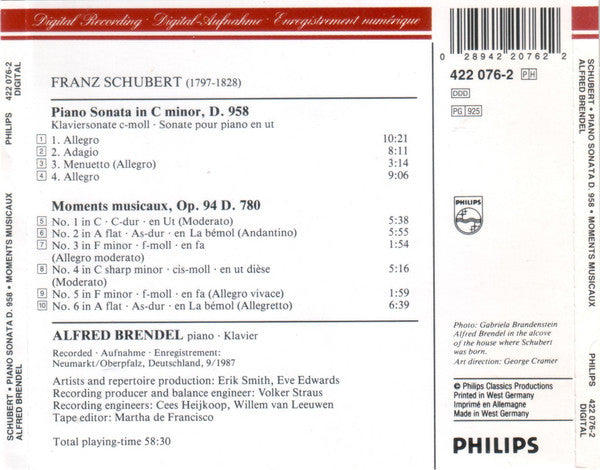 Digital Recording · Digital-Aufnahme · Enregistrement numérique
FRANZ SCHUBERT (1797-1828)
Piano Sonata in C minor, D. 958
Klaviersonate c-moll · Sonate pour piano en ut
1 1. Allegro 10:21
2 2. Adagio 8:11
3 3. Menuetto (Allegro) 3:14
4 4. Allegro 9:06
Moments musicaux, Op. 94 D. 780
5 No. 1 in C · C-dur · en Ut (Moderato) 5:38
6 No. 2 in A flat · As-dur · en La bémol (Andantino) 5:55
7 No. 3 in F minor · f-moll · en fa 1:54
(Allegro moderato)
8 No. 4 in C sharp minor · cis-moll · en ut dièse 5:16
(Moderato)
9 No. 5 in F minor · f-moll · en fa (Allegro vivace) 1:59
10 No. 6 in A flat · As-dur · en La bémol (Allegretto) 6:39
ALFRED BRENDEL piano · Klavier
Recorded · Aufnahme · Enregistrement:
Neumarkt/Oberpfalz, Deutschland, 9/1987
Artists and repertoire production: Erik Smith, Eve Edwards
Recording producer and balance engineer: Volker Straus
Recording engineers: Cees Heijkoop, Willem van Leeuwen
Tape editor: Martha de Francisco
Total playing-time 58:30
0 28942 20762 2
422 076-2 PH
DDD
PG 925
PHILIPS
Photo: Gabriela Brandenstein
Alfred Brendel in the alcove
of the house where Schubert
was born.
Art direction: George Cramer
© Philips Classics Productions
Printed in West Germany
Imprimé en Allemagne
Made in West Germany
PHILIPS
SCHUBERT • PIANO SONATA D. 958 • MOMENTS MUSICAUX PHILIPS 422 076-2
ALFRED BRENDEL DIGITAL
SCHUBERT • PIANO SONATA D. 958 • MOMENTS MUSICAUX PHILIPS 422 076-2
ALFRED BRENDEL DIGITAL